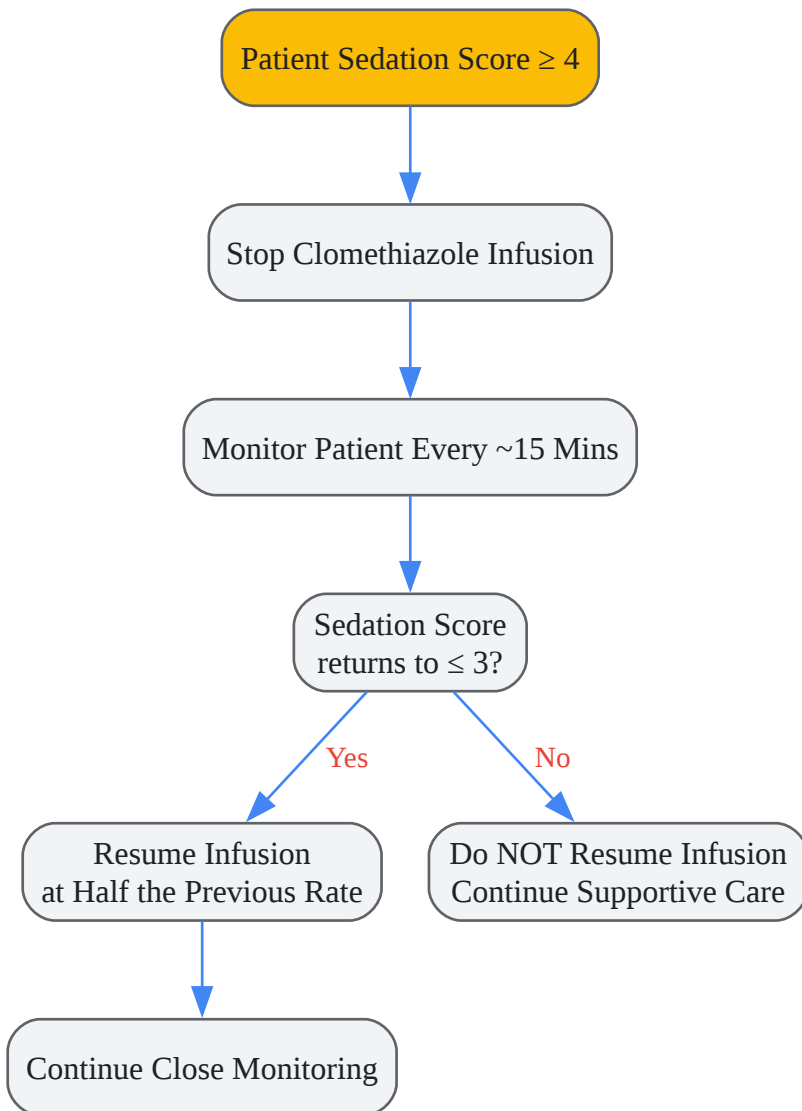 Patient Sedation Score ≥ 4
Stop Clomethiazole Infusion
Monitor Patient Every ~15 Mins
Sedation Score
returns to ≤ 3?
Yes
No
Resume Infusion
at Half the Previous Rate
Do NOT Resume Infusion
Continue Supportive Care
Continue Close Monitoring